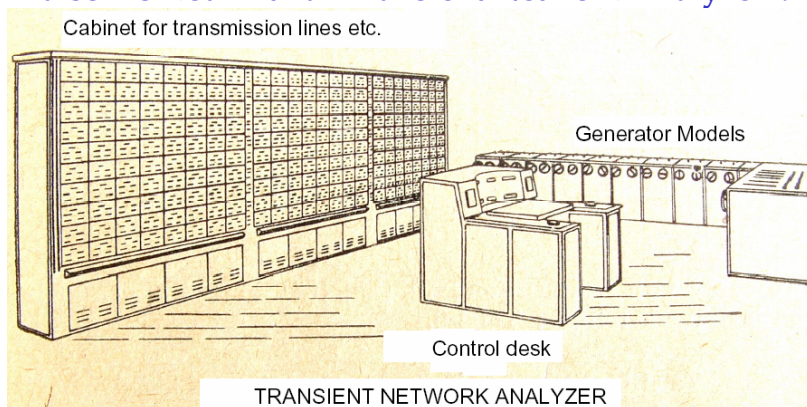 Cabinet for transmission lines etc.
Generator Models
Control desk
TRANSIENT NETWORK ANALYZER